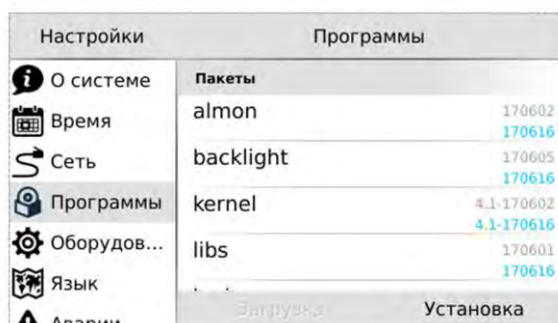 Настройки
Программы
О системе
Время
Сеть
Программы
Оборудов...
Язык
Аварии
Пакеты
almon
170602
170616
backlight
170605
170616
kernel
4.1-170602
4.1-170616
libs
170601
170616
Загрузка
Установка